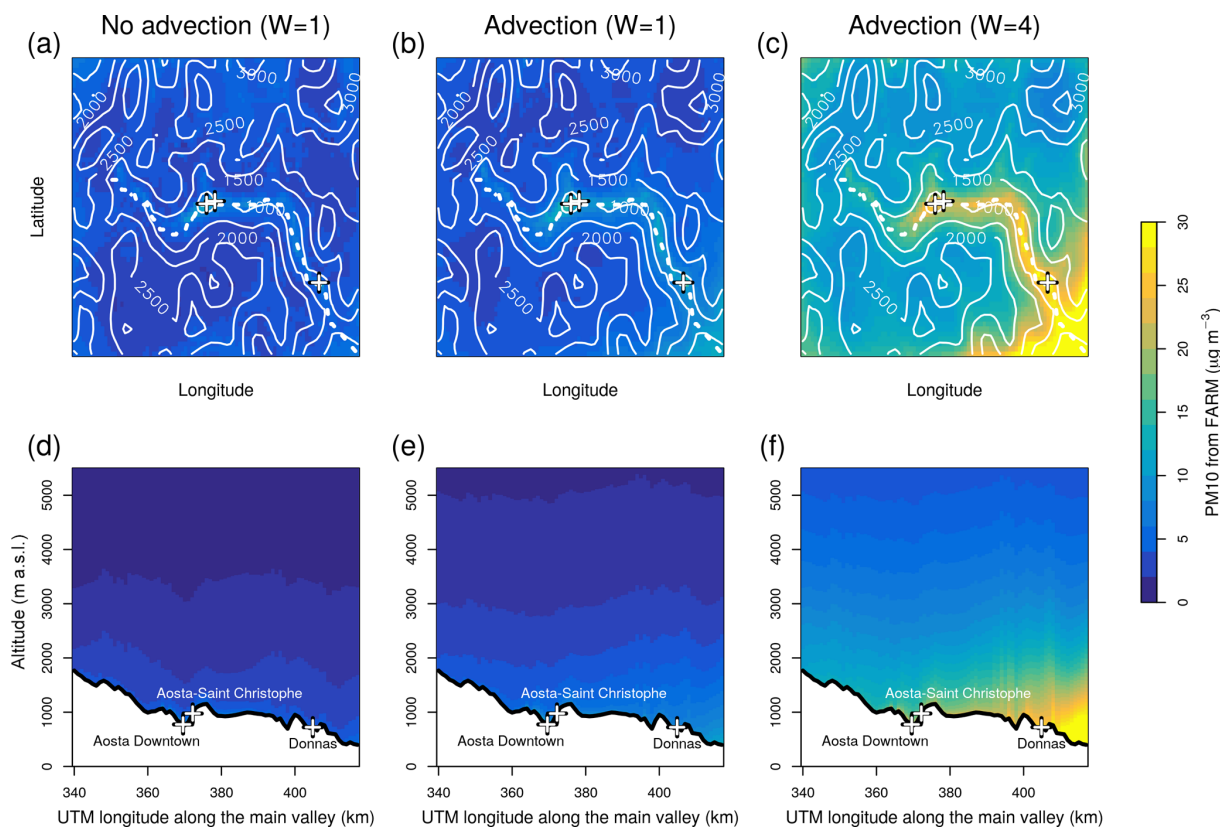 No advection (W=1)
Advection (W=1)
Advection (W=4)
(a)
(b)
(c)
2000
3000
3000
2500
2500
1500
1000
2000
2500
2000
3000
3000
2500
2500
1500
1000
2000
2500
2000
3000
3000
2500
2500
1500
1000
2000
2500
Latitude
Longitude
Longitude
Longitude
(d)
(e)
(f)
Altitude (m a.s.l.)
5000
4000
3000
2000
1000
0
Aosta-Saint Christophe
Aosta Downtown
Donnas
340 360 380 400
UTM longitude along the main valley (km)
5000
4000
3000
2000
1000
0
Aosta-Saint Christophe
Aosta Downtown
Donnas
340 360 380 400
UTM longitude along the main valley (km)
5000
4000
3000
2000
1000
0
Aosta-Saint Christophe
Aosta Downtown
Donnas
340 360 380 400
UTM longitude along the main valley (km)
30
25
20
15
10
5
0
PM10 from FARM (µg m⁻³)